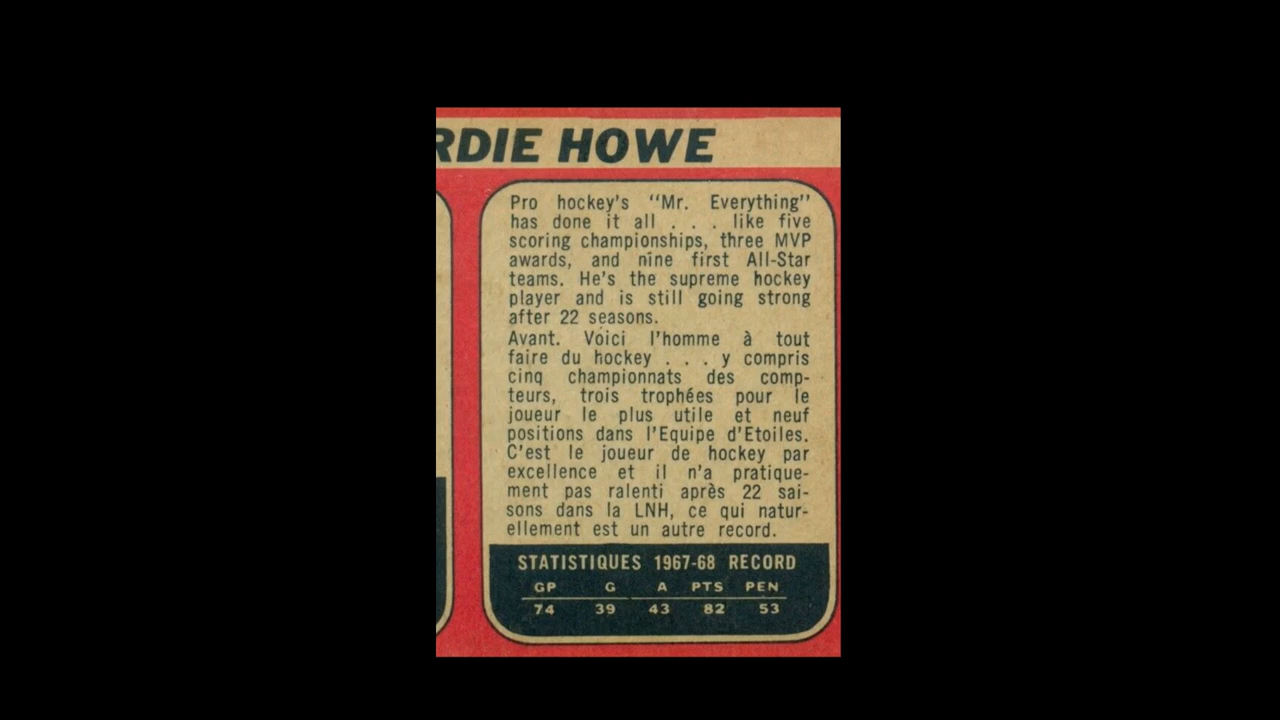 RDIE HOWE
Pro hockey's "Mr. Everything"
has done it all . . . like five
scoring championships, three MVP
awards, and nine first All-Star
teams. He's the supreme hockey
player and is still going strong
after 22 seasons.
Avant. Voici l'homme à tout
faire du hockey . . . y compris
cinq championnats des comp-
teurs, trois trophées pour le
joueur le plus utile et neuf
positions dans l'Equipe d'Etoiles.
C'est le joueur de hockey par
excellence et il n'a pratique-
ment pas ralenti après 22 sai-
sons dans la LNH, ce qui natur-
ellement est un autre record.
STATISTIQUES 1967-68 RECORD
GP G A PTS PEN
74 39 43 82 53